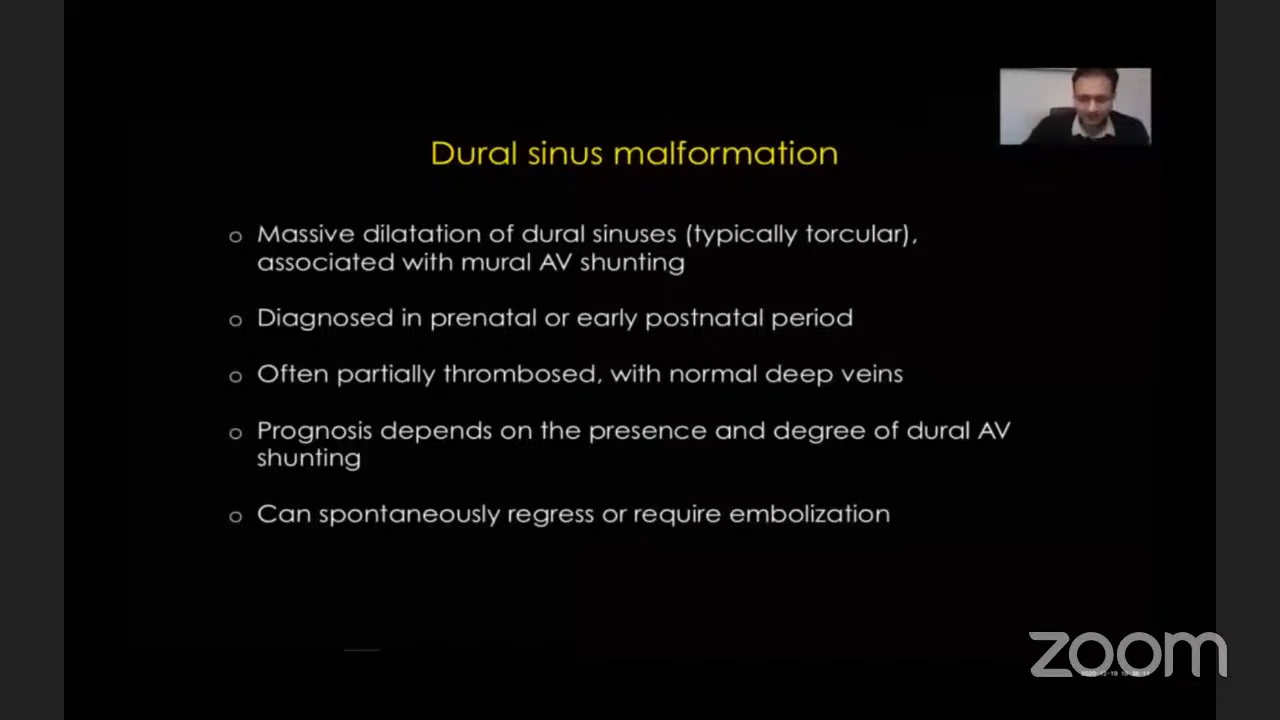 Dural sinus malformation
o Massive dilatation of dural sinuses (typically torcular),
associated with mural AV shunting
o Diagnosed in prenatal or early postnatal period
o Often partially thrombosed, with normal deep veins
o Prognosis depends on the presence and degree of dural AV
shunting
o Can spontaneously regress or require embolization
zoom